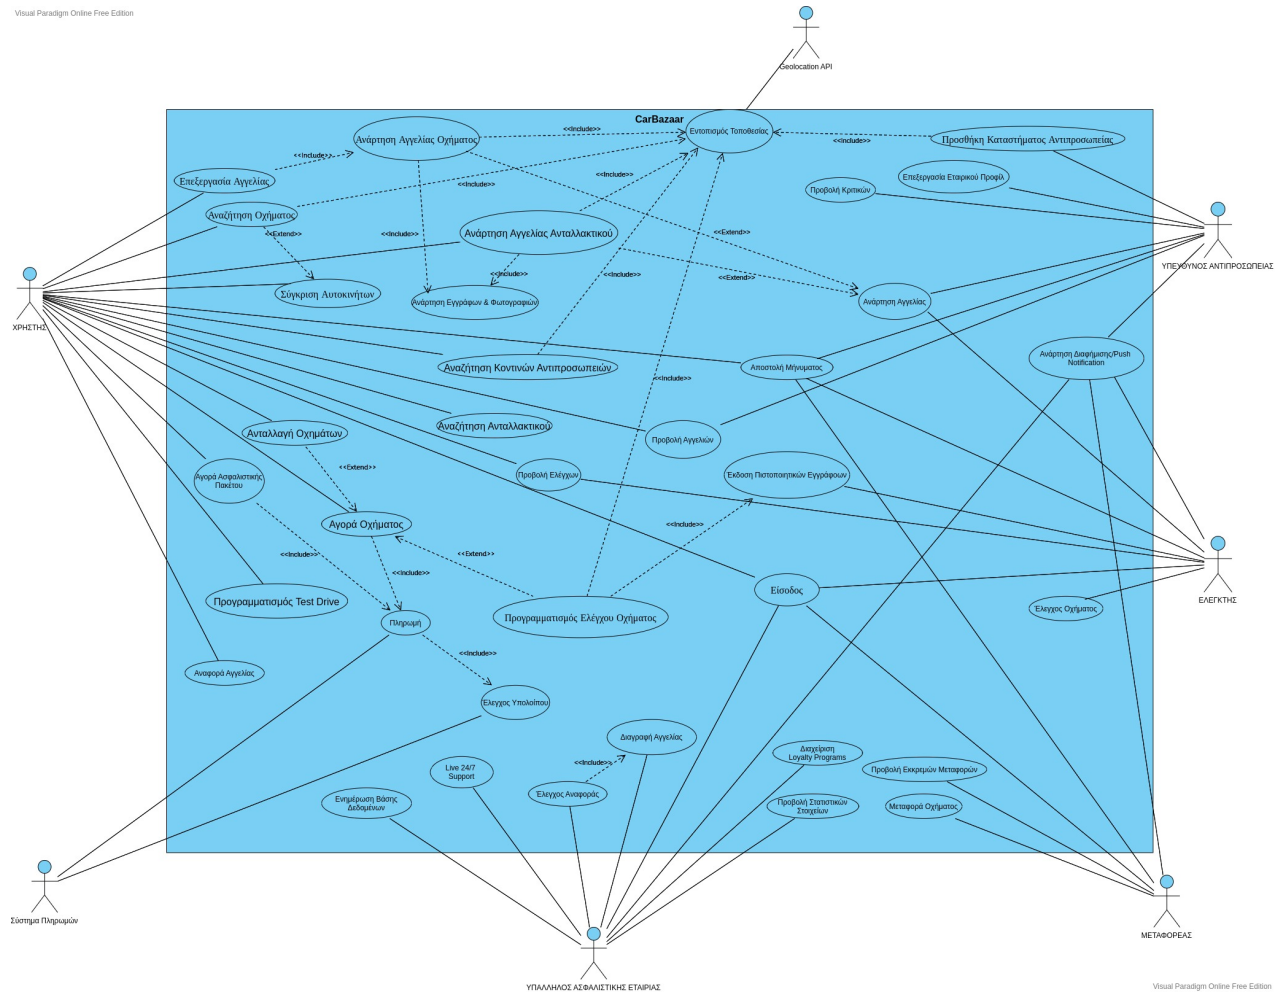 Visual Paradigm Online Free Edition
Geolocation API
CarBazaar
Ανάρτηση Αγγελίας Οχήματος
<<Include>>
Εντοπισμός Τοποθεσίας
<<Include>>
Προσθήκη Καταστήματος Αντιπροσωπείας
<<Include>>
Επεξεργασία Αγγελίας
<<Include>>
<<Include>>
Προβολή Κριτικών
Επεξεργασία Εταιρικού Προφίλ
Αναζήτηση Οχήματος
<<Extend>>
<<Include>>
Ανάρτηση Αγγελίας Ανταλλακτικού
<<Extend>>
ΥΠΕΥΘΥΝΟΣ ΑΝΤΙΠΡΟΣΩΠΕΙΑΣ
<<Include>>
<<Include>>
<<Extend>>
ΧΡΗΣΤΗΣ
Σύγκριση Αυτοκινήτων
Ανάρτηση Εγγράφων & Φωτογραφιών
Ανάρτηση Αγγελίας
Ανάρτηση Διαφήμισης/Push
Notification
Αναζήτηση Κοντινών Αντιπροσωπειών
Αποστολή Μήνυματος
<<Include>>
Ανταλλαγή Οχημάτων
Αναζήτηση Ανταλλακτικού
Προβολή Αγγελιών
<<Extend>>
Αγορά Ασφαλιστικής
Πακέτου
Προβολή Ελέγχων
Έκδοση Πιστοποιητικών Εγγράφοων
Αγορά Οχήματος
<<Include>>
<<Include>>
<<Extend>>
<<Include>>
Προγραμματισμός Test Drive
Πληρωμή
Προγραμματισμός Ελέγχου Οχήματος
Είσοδος
Έλεγχος Οχήματος
ΕΛΕΓΚΤΗΣ
<<Include>>
Αναφορά Αγγελίας
Έλεγχος Υπολοίπου
Διαγραφή Αγγελίας
<<Include>>
Διαχείριση
Loyalty Programs
Live 24/7
Support
Προβολή Εκκρεμών Μεταφορών
Ενημέρωση Βάσης
Δεδομένων
Έλεγχος Αναφοράς
Προβολή Στατιστικών
Στοιχείων
Μεταφορά Οχήματος
Σύστημα Πληρωμών
ΜΕΤΑΦΟΡΕΑΣ
ΥΠΑΛΛΗΛΟΣ ΑΣΦΑΛΙΣΤΙΚΗΣ ΕΤΑΙΡΙΑΣ
Visual Paradigm Online Free Edition